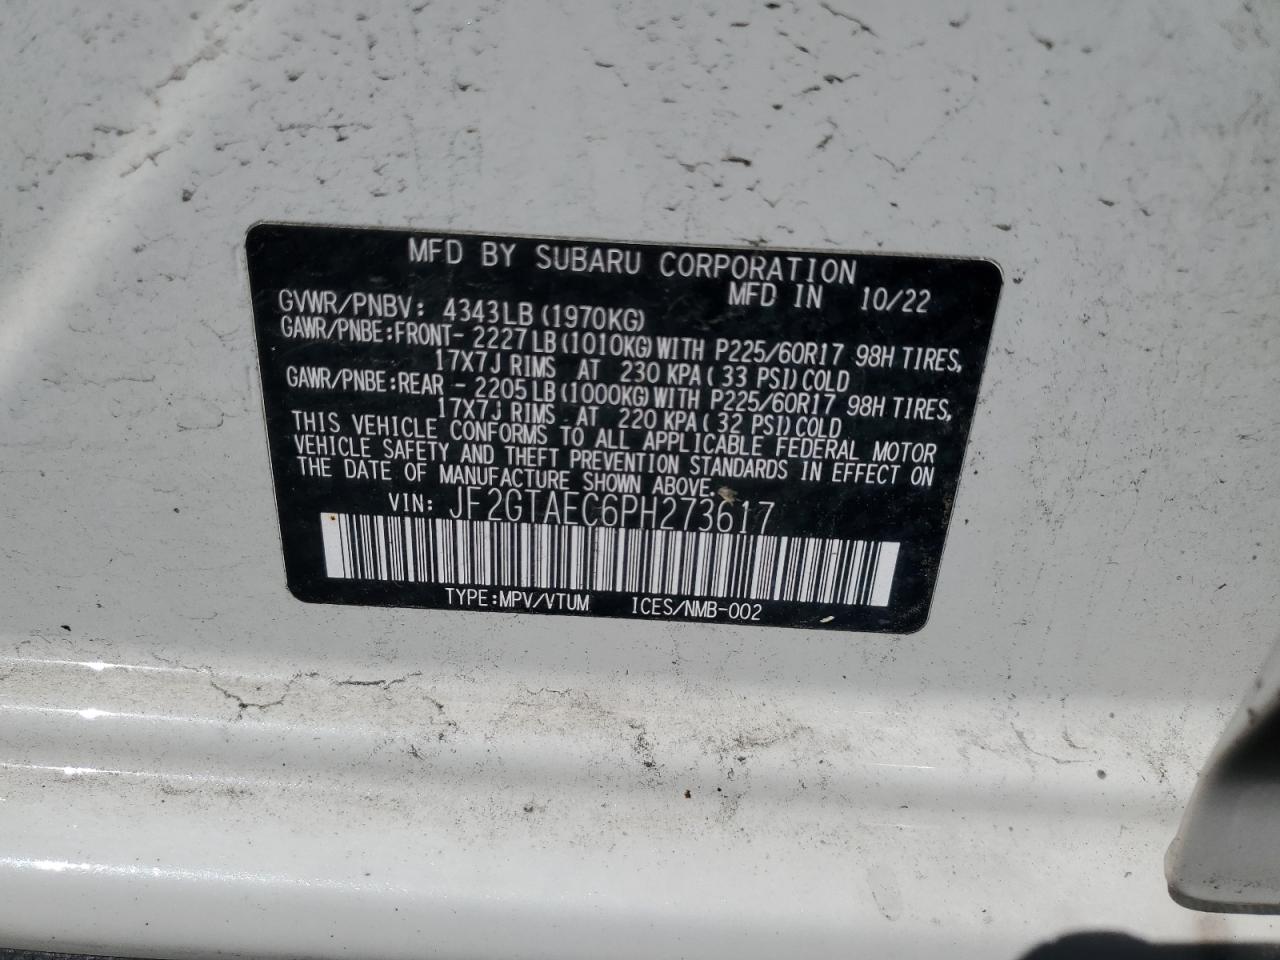 MFD BY SUBARU CORPORATION
MFD IN 10/22
GVWR/PNBV: 4343LB(1970KG)
GAWR/PNBE:FRONT- 2227LB(1010KG)WITH P225/60R17 98H TIRES,
17X7J RIMS AT 230 KPA( 33 PSI)COLD
GAWR/PNBE:REAR - 2205LB(1000KG)WITH P225/60R17 98H TIRES,
17X7J RIMS AT 220 KPA( 32 PSI)COLD
THIS VEHICLE CONFORMS TO ALL APPLICABLE FEDERAL MOTOR
VEHICLE SAFETY AND THEFT PREVENTION STANDARDS IN EFFECT ON
THE DATE OF MANUFACTURE SHOWN ABOVE.
VIN: JF2GTAEC6PH273617
TYPE:MPV/VTUM ICES/NMB-002